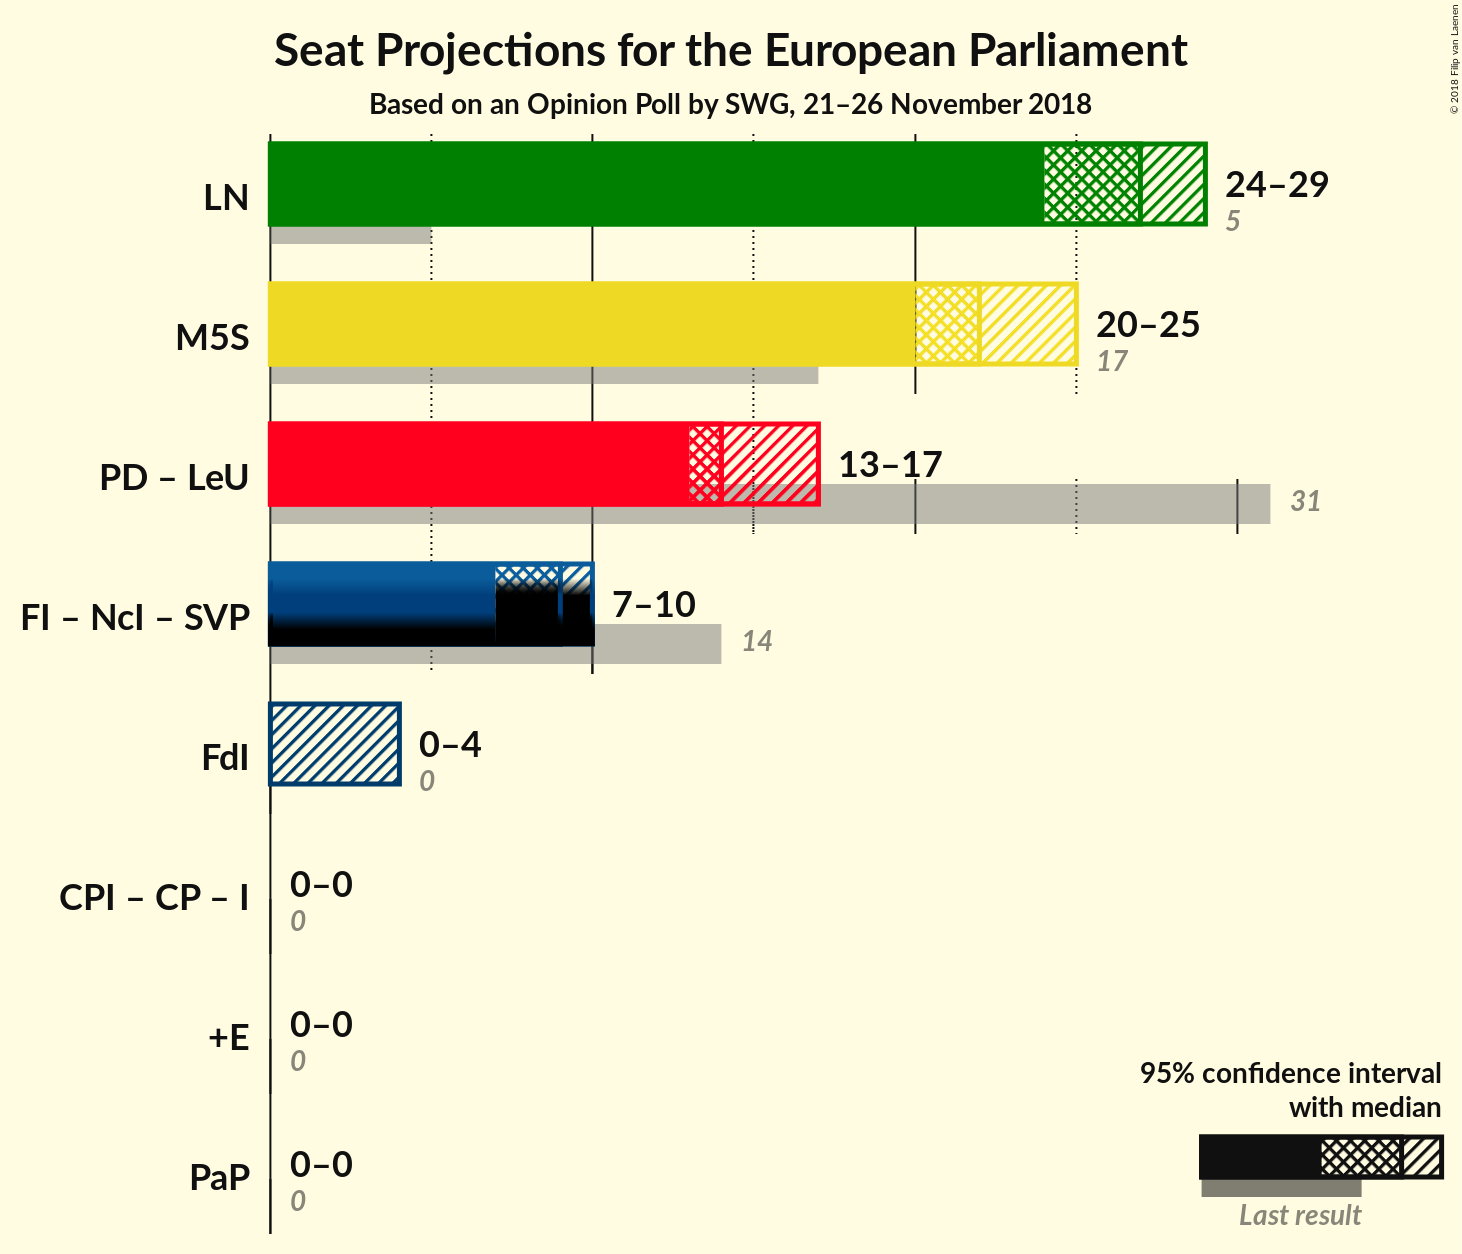 Seat Projections for the European Parliament
Based on an Opinion Poll by SWG, 21–26 November 2018
© 2018 Filip van Laenen
LN
24–29
5
M5S
20–25
17
PD – LeU
13–17
31
FI – NcI – SVP
7–10
14
FdI
0–4
0
CPI – CP – I
0–0
0
+E
0–0
0
PaP
0–0
0
95% confidence interval
with median
Last result